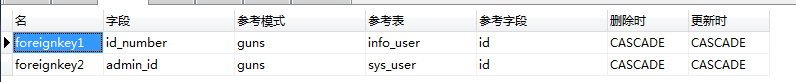 名 字段 参考模式 参考表 参考字段 删除时 更新时
foreignkey1 id_number guns info_user id CASCADE CASCADE
foreignkey2 admin_id guns sys_user id CASCADE CASCADE